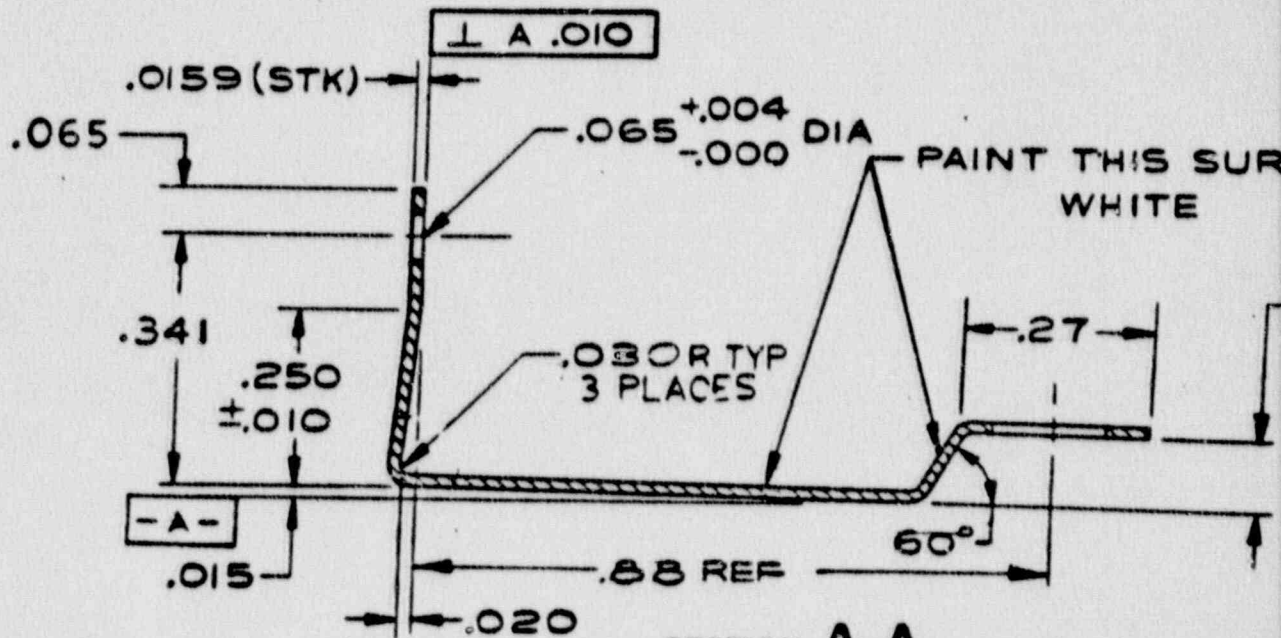 ⊥ A .010
.0159 (STK)
.065
.065 +.004 -.000 DIA
PAINT THIS SUR
WHITE
.341
.250
±.010
.030 R TYP
3 PLACES
.27
-A-
.015
60°
.88 REF
.020
A A